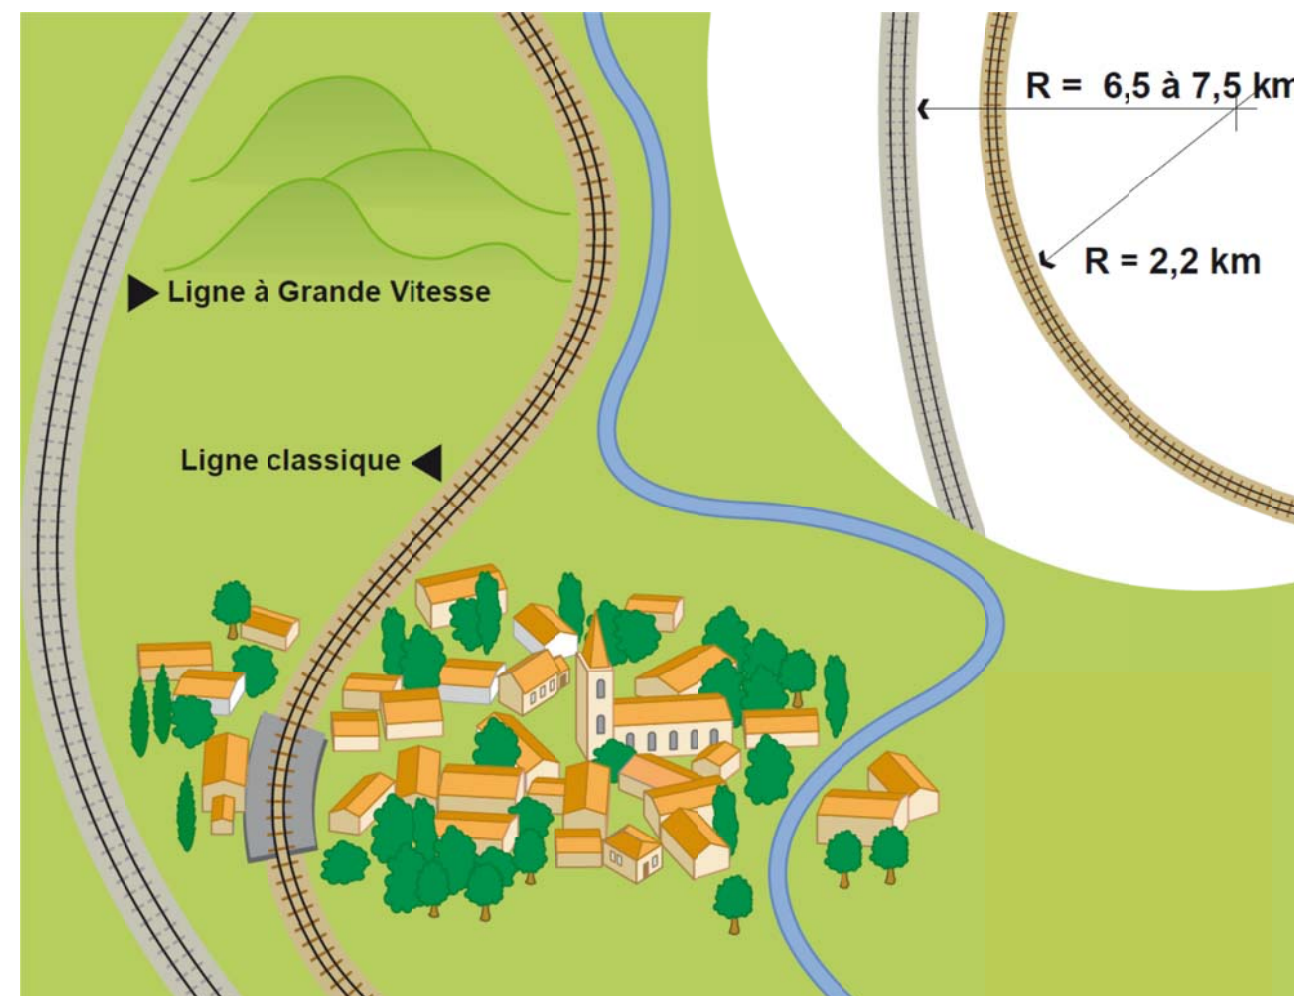 R = 6,5 à 7,5 km
R = 2,2 km
Ligne à Grande Vitesse
Ligne classique